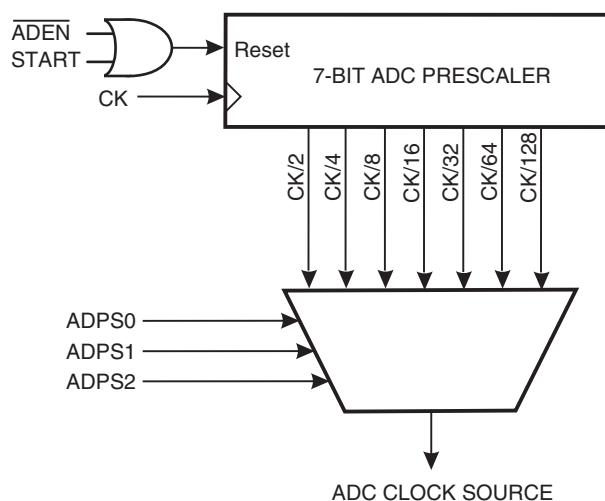 ADEN
START
Reset
7-BIT ADC PRESCALER
CK
CK/2
CK/4
CK/8
CK/16
CK/32
CK/64
CK/128
ADPS0
ADPS1
ADPS2
ADC CLOCK SOURCE